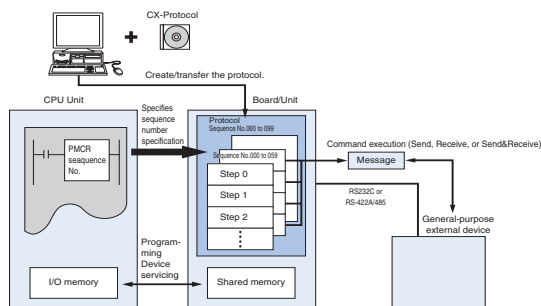 CX-Protocol
+
Create/transfer the protocol.
CPU Unit
Specifies
sequence
number
specification
Board/Unit
Protocol
Sequence No.060 to 099
Sequence No.000 to 059
PMCR
seaquence
No.
Step 0
Step 1
Step 2
Command execution (Send, Receive, or Send&Receive)
Message
RS232C or
RS-422A/485
General-purpose
external device
Program-
ming
Device
servicing
I/O memory
Shared memory